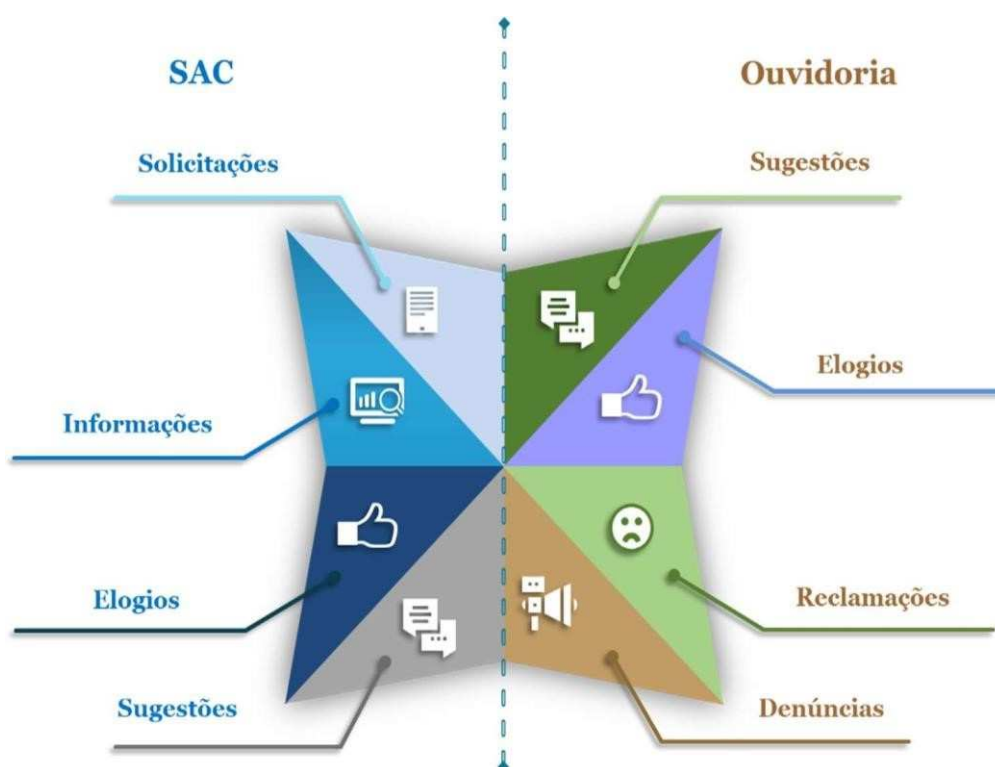 SAC
Ouvidoria
Solicitações
Sugestões
Informações
Elogios
Elogios
Reclamações
Sugestões
Denúncias